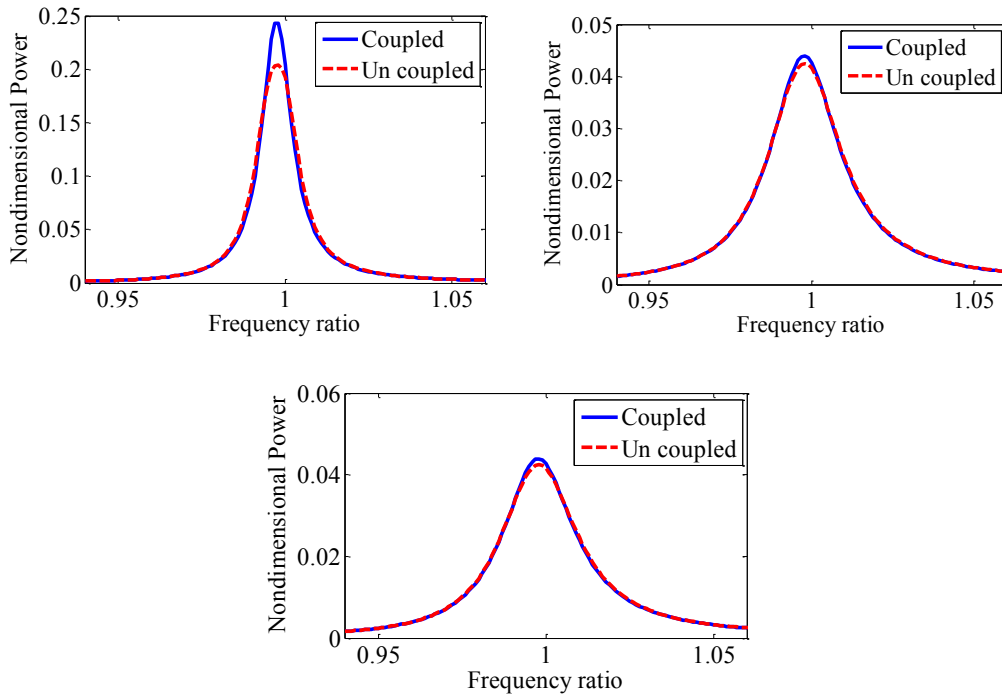 0.25
0.2
0.15
0.1
0.05
0
Nondimensional Power
Coupled
Un coupled
0.95
1
1.05
Frequency ratio
0.05
0.04
0.03
0.02
0.01
0
Nondimensional Power
Coupled
Un coupled
0.95
1
1.05
Frequency ratio
0.06
0.04
0.02
0
Nondimensional Power
Coupled
Un coupled
0.95
1
1.05
Frequency ratio